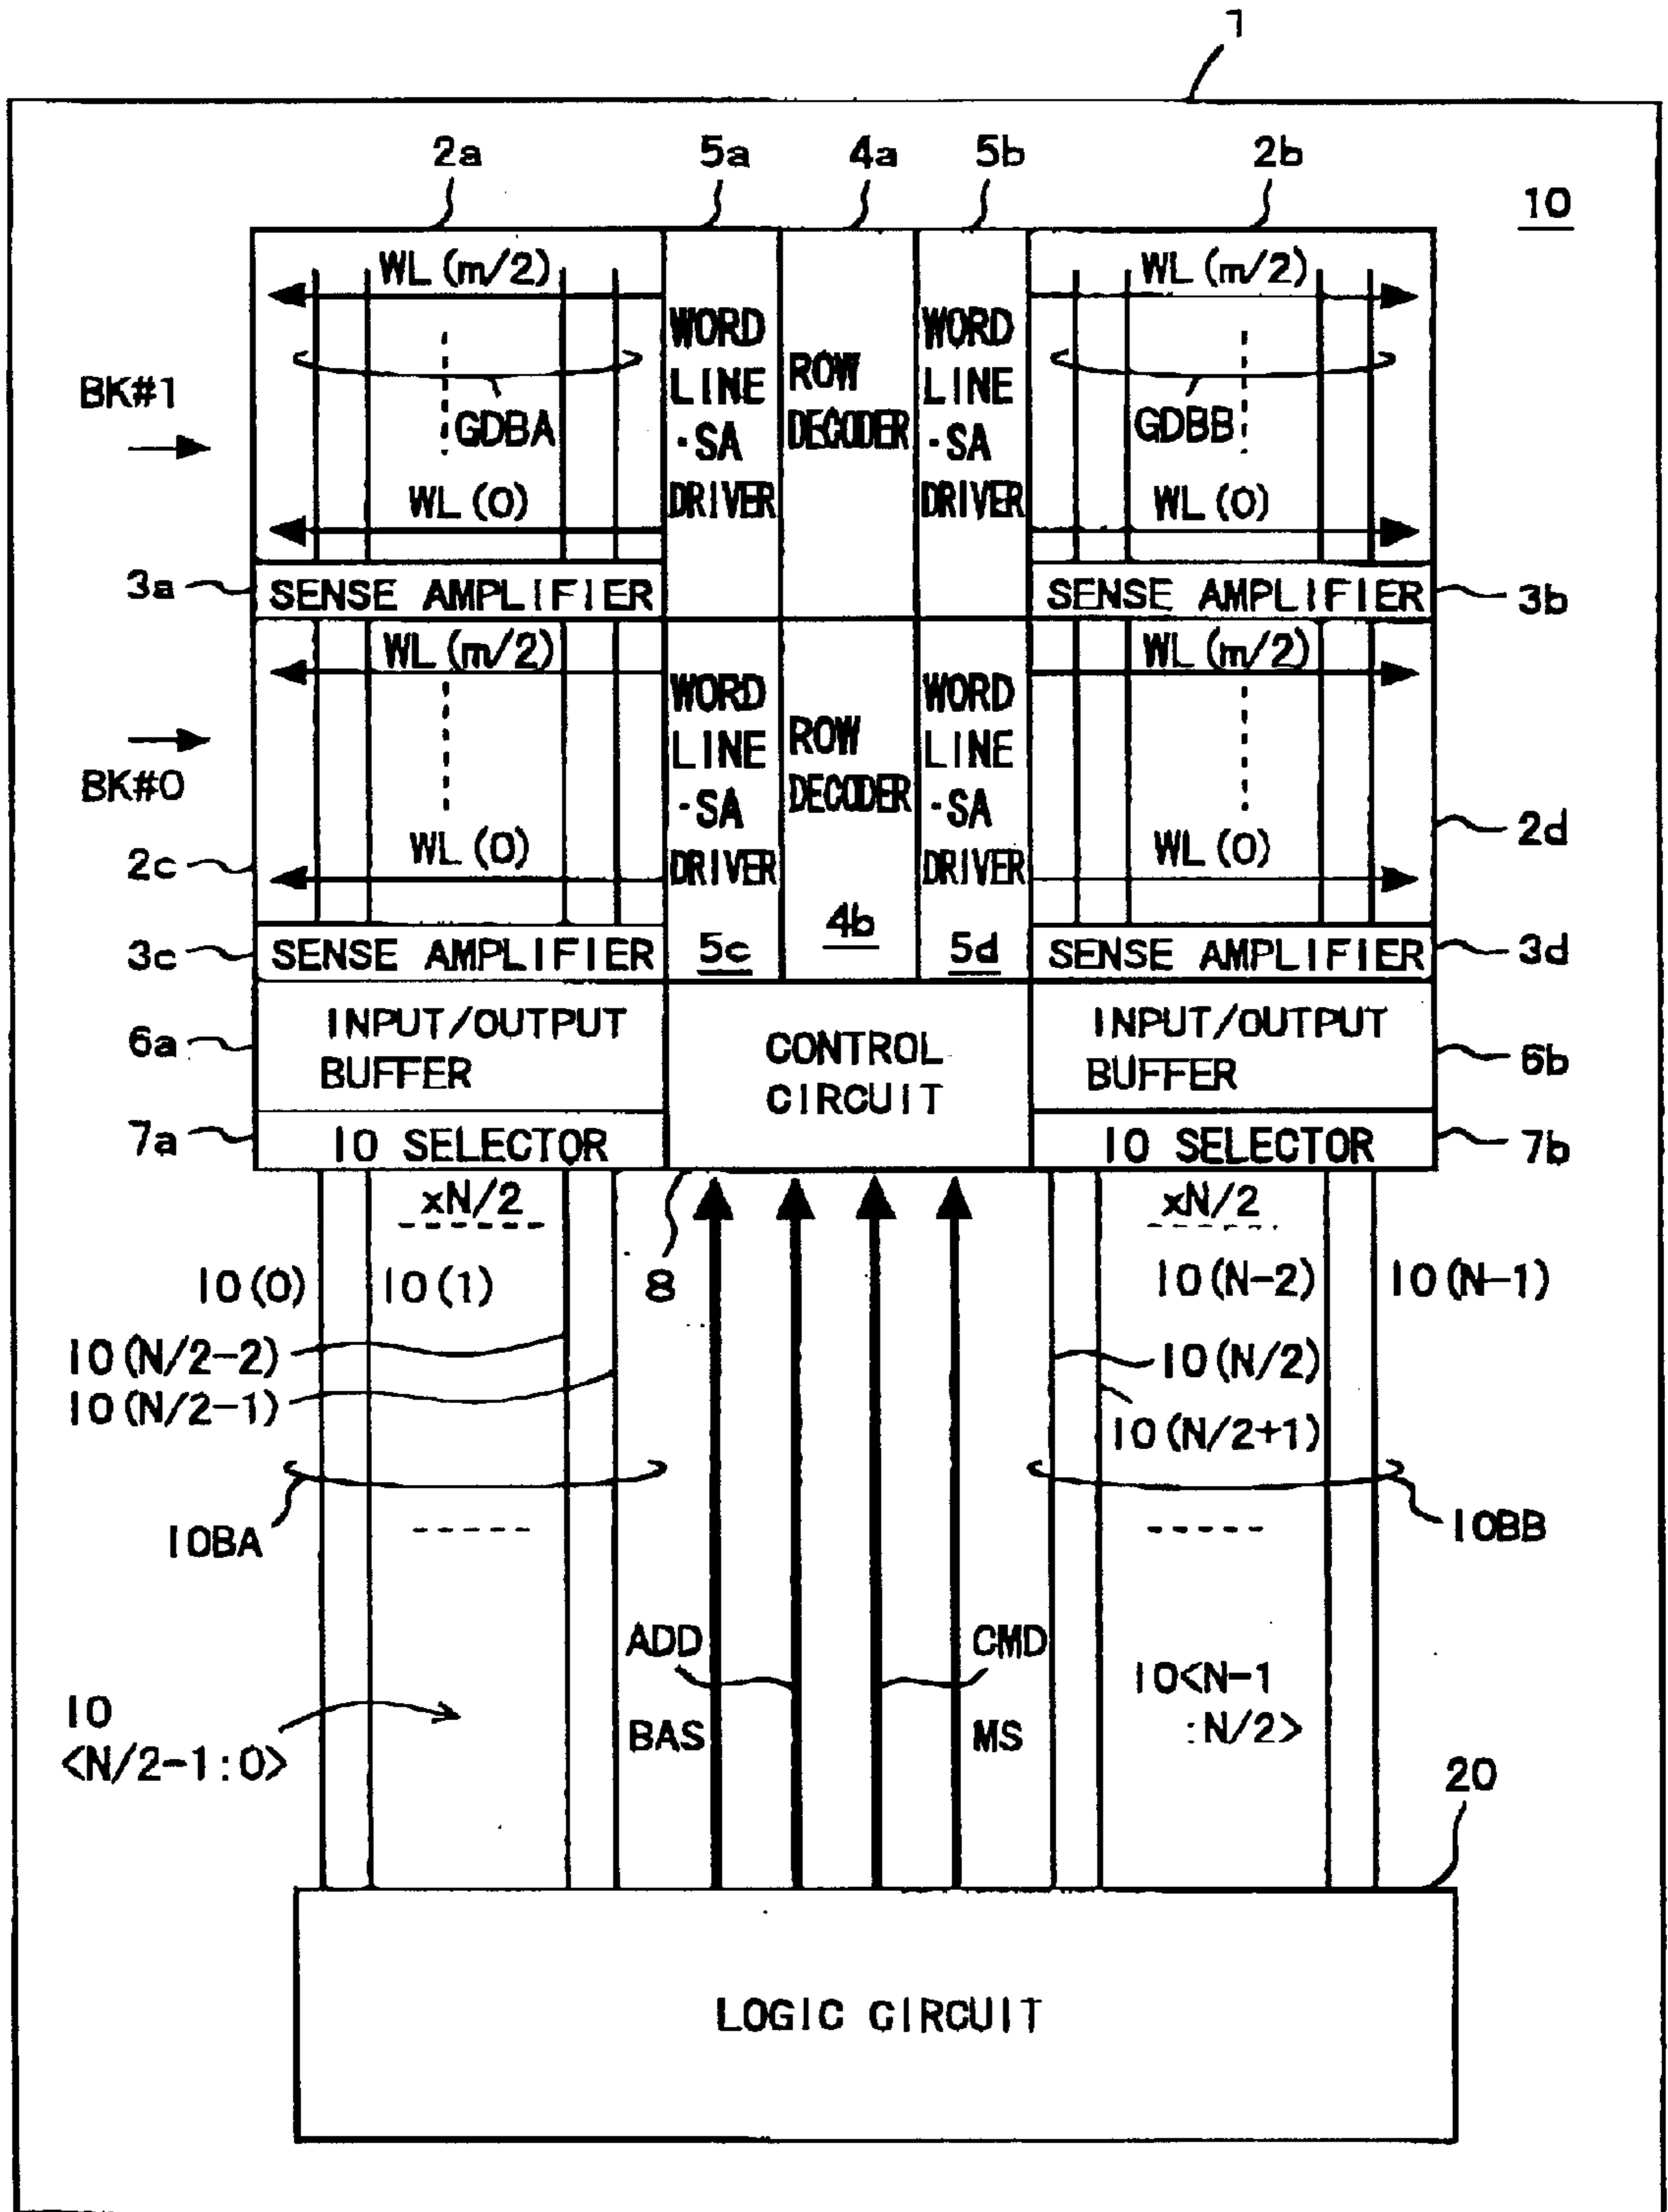 1
2a
5a
4a
5b
2b
10
WL(m/2)
WL(m/2)
WORD
LINE
·SA
DRIVER
ROW
DECODER
WORD
LINE
·SA
DRIVER
BK#1
GDBA
GDBB
WL(0)
WL(0)
3a
SENSE AMPLIFIER
SENSE AMPLIFIER
3b
WL(m/2)
WL(m/2)
WORD
LINE
·SA
DRIVER
ROW
DECODER
WORD
LINE
·SA
DRIVER
BK#0
2d
2c
WL(0)
WL(0)
3c
SENSE AMPLIFIER
5c
4b
5d
SENSE AMPLIFIER
3d
6a
INPUT/OUTPUT
BUFFER
CONTROL
CIRCUIT
INPUT/OUTPUT
BUFFER
6b
7a
IO SELECTOR
IO SELECTOR
7b
xN/2
xN/2
8
IO(0)
IO(1)
IO(N-2)
IO(N-1)
IO(N/2-2)
IO(N/2)
IO(N/2-1)
IO(N/2+1)
IOBA
IOBB
ADD
CMD
BAS
MS
IO
<N/2-1:0>
IO<N-1
:N/2>
20
LOGIC CIRCUIT